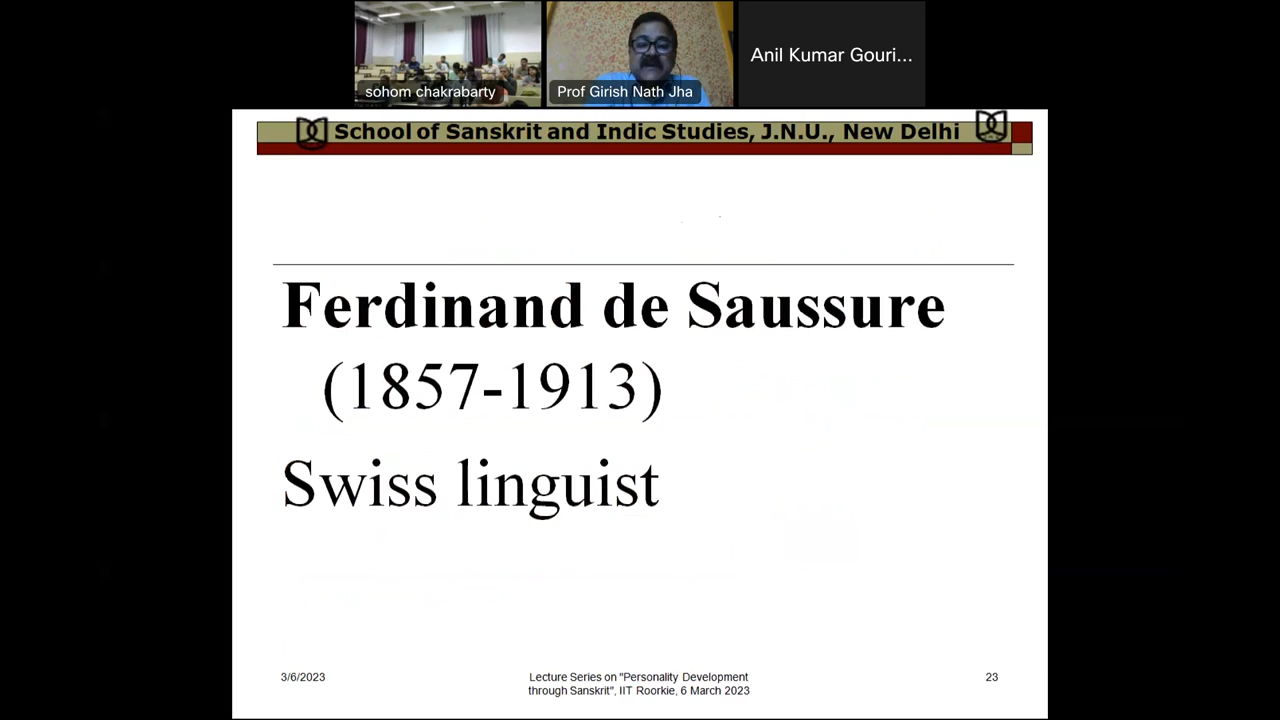 sohom chakrabarty
Prof Girish Nath Jha
Anil Kumar Gouri...
School of Sanskrit and Indic Studies, J.N.U., New Delhi
Ferdinand de Saussure
(1857-1913)
Swiss linguist
3/6/2023
Lecture Series on "Personality Development
through Sanskrit", IIT Roorkie, 6 March 2023
23